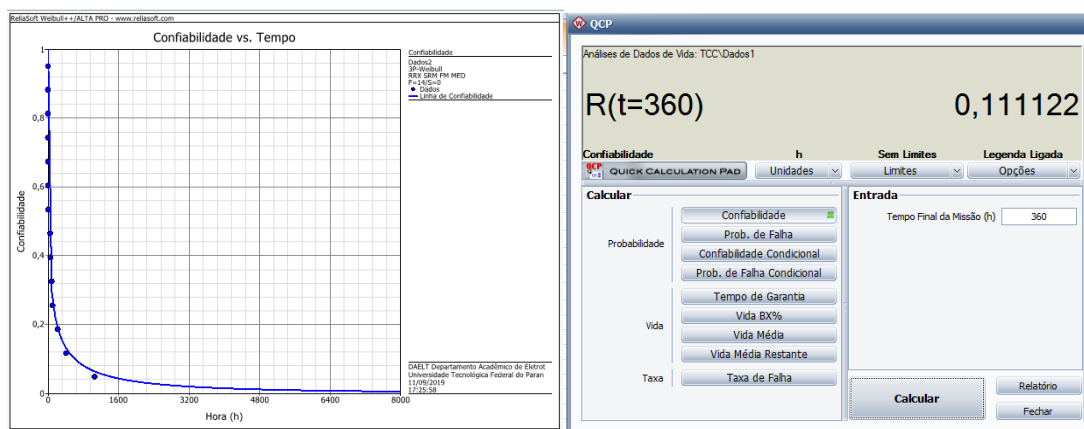 ReliaSoft Weibull++/ALTA PRO - www.reliasoft.com
Confiabilidade vs. Tempo
Confiabilidade
Dados2
3P-Weibull
RRX SRM FM MED
F=14/S=0
Dados
Linha de Confiabilidade
1
0,8
0,6
0,4
0,2
0
Confiabilidade
0
1600
3200
4800
6400
8000
Hora (h)
DAELT Departamento Acadêmico de Eletrot
Universidade Tecnológica Federal do Paran
11/09/2019
17:25:58
QCP
Análises de Dados de Vida: TCC\Dados1
R(t=360) 0,111122
Confiabilidade h Sem Limites Legenda Ligada
QCP QUICK CALCULATION PAD Unidades Limites Opções
Calcular
Probabilidade
Confiabilidade
Prob. de Falha
Confiabilidade Condicional
Prob. de Falha Condicional
Vida
Tempo de Garantia
Vida BX%
Vida Média
Vida Média Restante
Taxa
Taxa de Falha
Entrada
Tempo Final da Missão (h) 360
Calcular
Relatório
Fechar